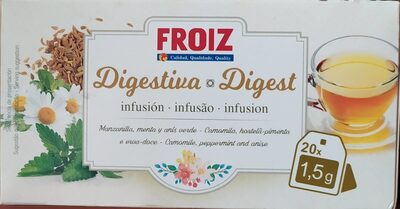 FROIZ
Calidad, Qualidade, Quality
Digestiva Digest
infusión · infusão · infusion
Manzanilla, menta y anís verde · Camomila, hortelã-pimenta
e erva-doce · Camomile, peppermint and anise
20x
1,5g